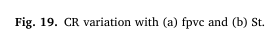 Fig. 19. CR variation with (a) fpvc and (b) St.